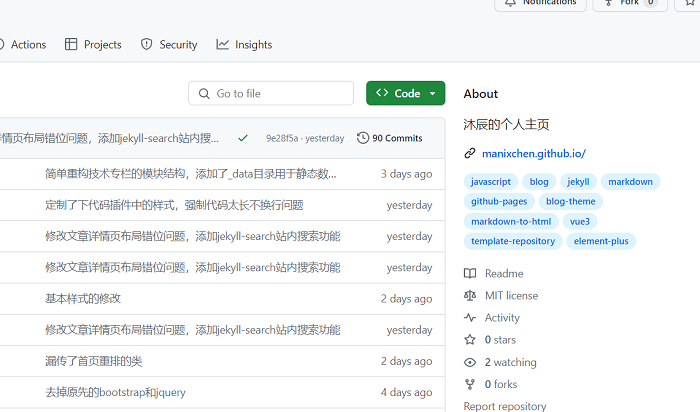 Notifications
Fork 0
Actions
Projects
Security
Insights
Go to file
Code
About
沐辰的个人主页
manixchen.github.io/
情页布局错位问题，添加jekyll-search站内搜...
9e28f5a · yesterday
90 Commits
简单重构技术专栏的模块结构，添加了_data目录用于静态数...
3 days ago
定制了下代码插件中的样式，强制代码太长不换行问题
yesterday
修改文章详情页布局错位问题，添加jekyll-search站内搜索功能
yesterday
修改文章详情页布局错位问题，添加jekyll-search站内搜索功能
yesterday
基本样式的修改
2 days ago
修改文章详情页布局错位问题，添加jekyll-search站内搜索功能
yesterday
漏传了首页重排的类
2 days ago
去掉原先的bootstrap和jquery
4 days ago
javascript blog jekyll markdown
github-pages blog-theme
markdown-to-html vue3
template-repository element-plus
Readme
MIT license
Activity
0 stars
2 watching
0 forks
Report repository